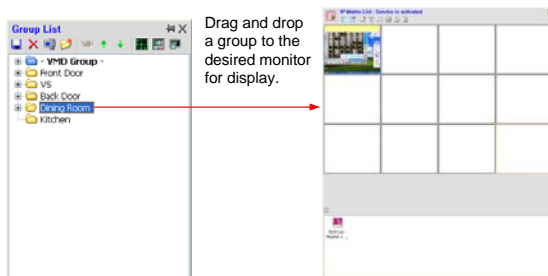 Group List
- VMD Group -
Front Door
VS
Back Door
Dining Room
Kitchen
Drag and drop
a group to the
desired monitor
for display.
IP Matrix List - Service is activated